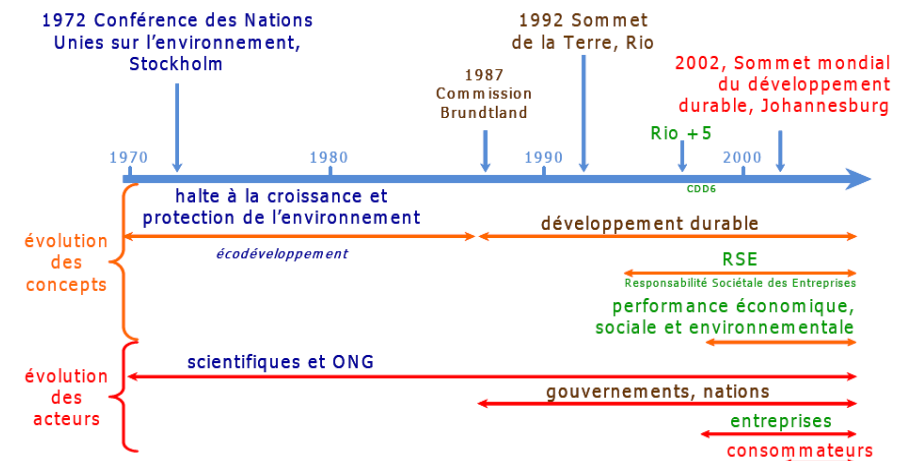 1972 Conférence des Nations
Unies sur l'environnement,
Stockholm
1987
Commission
Brundtland
1992 Sommet
de la Terre, Rio
2002, Sommet mondial
du développement
durable, Johannesburg
Rio +5
1970
1980
1990
2000
CDD6
halte à la croissance et
protection de l'environnement
écodéveloppement
développement durable
évolution
des
concepts
RSE
Responsabilité Sociétale des Entreprises
performance économique,
sociale et environnementale
évolution
des
acteurs
scientifiques et ONG
gouvernements, nations
entreprises
consommateurs